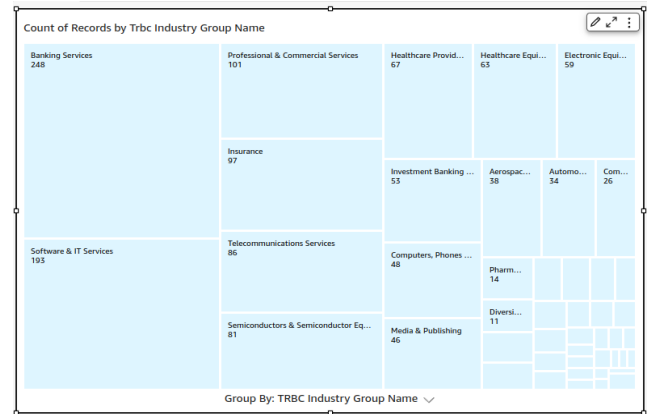 Count of Records by Trbc Industry Group Name
Banking Services
248
Professional & Commercial Services
101
Healthcare Provid...
67
Healthcare Equi...
63
Electronic Equi...
59
Insurance
97
Investment Banking ...
53
Aerospac...
38
Automo...
34
Com...
26
Software & IT Services
193
Telecommunications Services
86
Computers, Phones ...
48
Pharm...
14
Diversi...
11
Semiconductors & Semiconductor Eq...
81
Media & Publishing
46
Group By: TRBC Industry Group Name